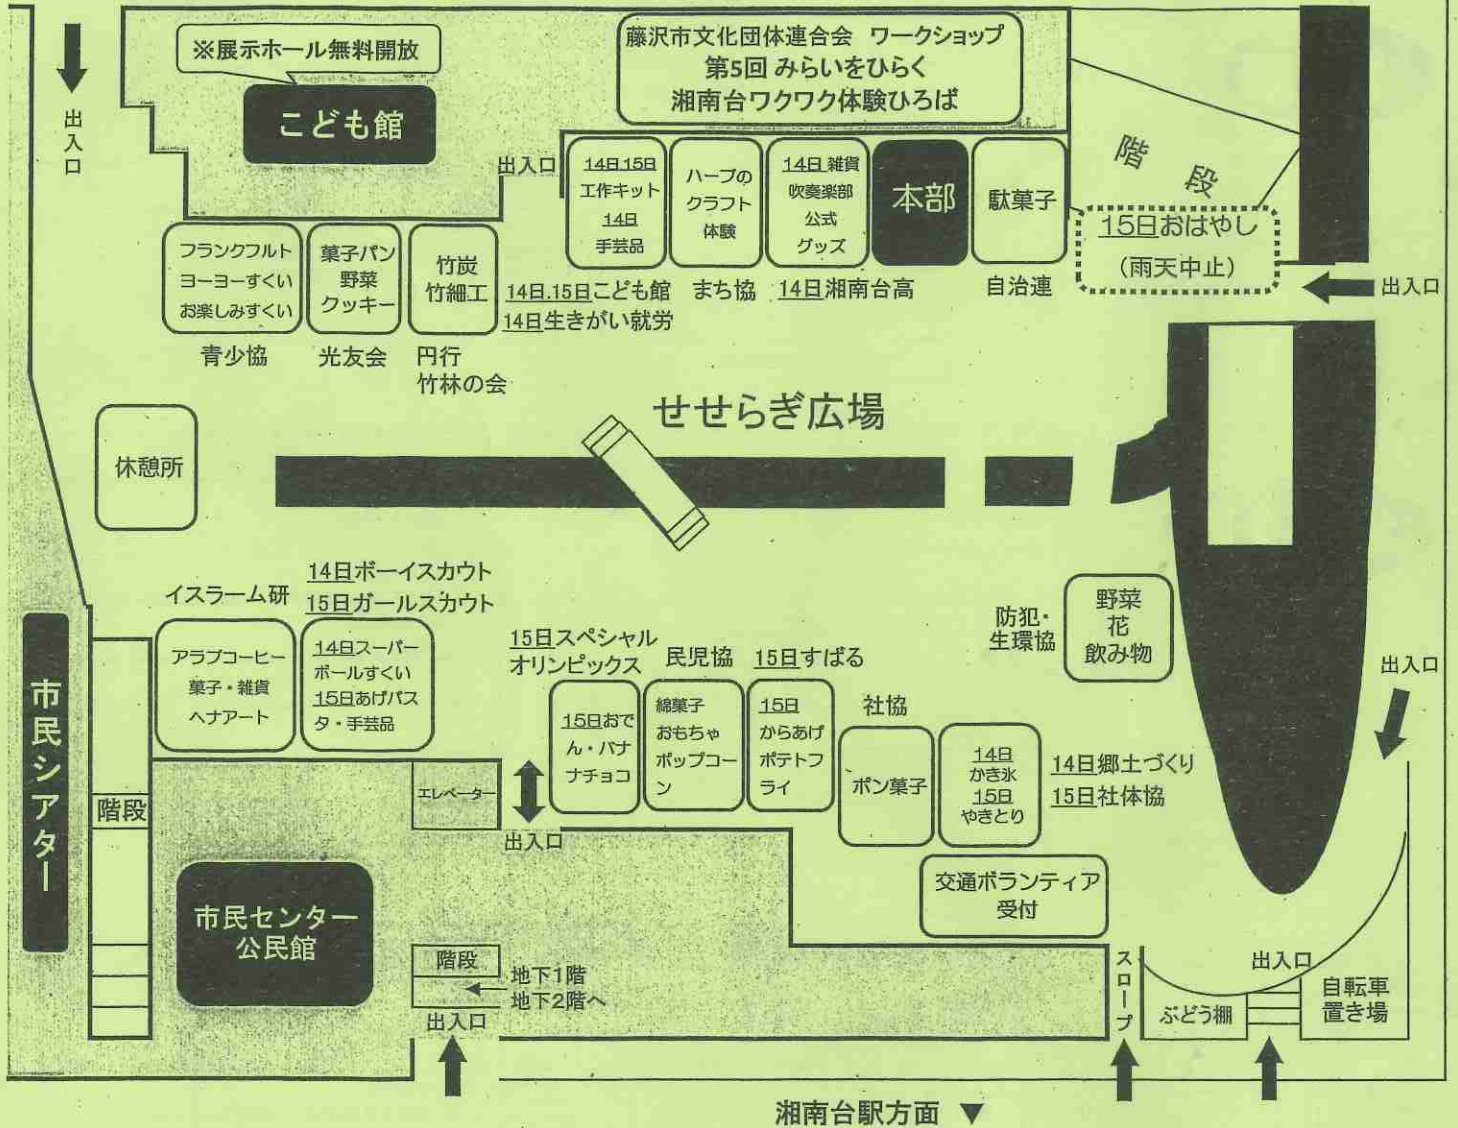 ※展示ホール無料開放
こども館
藤沢市文化団体連合会 ワークショップ
第5回 みらいをひらく
湘南台ワクワク体験ひろば
出入口
出入口
14日.15日
工作キット
14日
手芸品
ハーブの
クラフト
体験
14日 雑貨
吹奏楽部
公式
グッズ
本部
駄菓子
階段
15日おはやし
(雨天中止)
出入口
14日.15日こども館
14日生きがい就労
まち協
14日湘南台高
自治連
フランクフルト
ヨーヨーすくい
お楽しみすくい
菓子パン
野菜
クッキー
竹炭
竹細工
青少協
光友会
円行
竹林の会
せせらぎ広場
休憩所
イスラーム研
14日ボーイスカウト
15日ガールスカウト
アラブコーヒー
菓子・雑貨
ヘナアート
14日スーパー
ボールすくい
15日あげパス
タ・手芸品
15日スペシャル
オリンピックス
民児協
15日すばる
15日おで
ん・バナ
ナチョコ
綿菓子
おもちゃ
ポップコー
ン
15日
からあげ
ポテトフ
ライ
社協
ポン菓子
14日
かき氷
15日
やきとり
14日郷土づくり
15日社体協
防犯・
生環協
野菜
花
飲み物
出入口
市民シアター
階段
エレベーター
出入口
市民センター
公民館
階段
地下1階
地下2階へ
出入口
交通ボランティア
受付
スロープ
ぶどう棚
出入口
自転車
置き場
湘南台駅方面 ▼